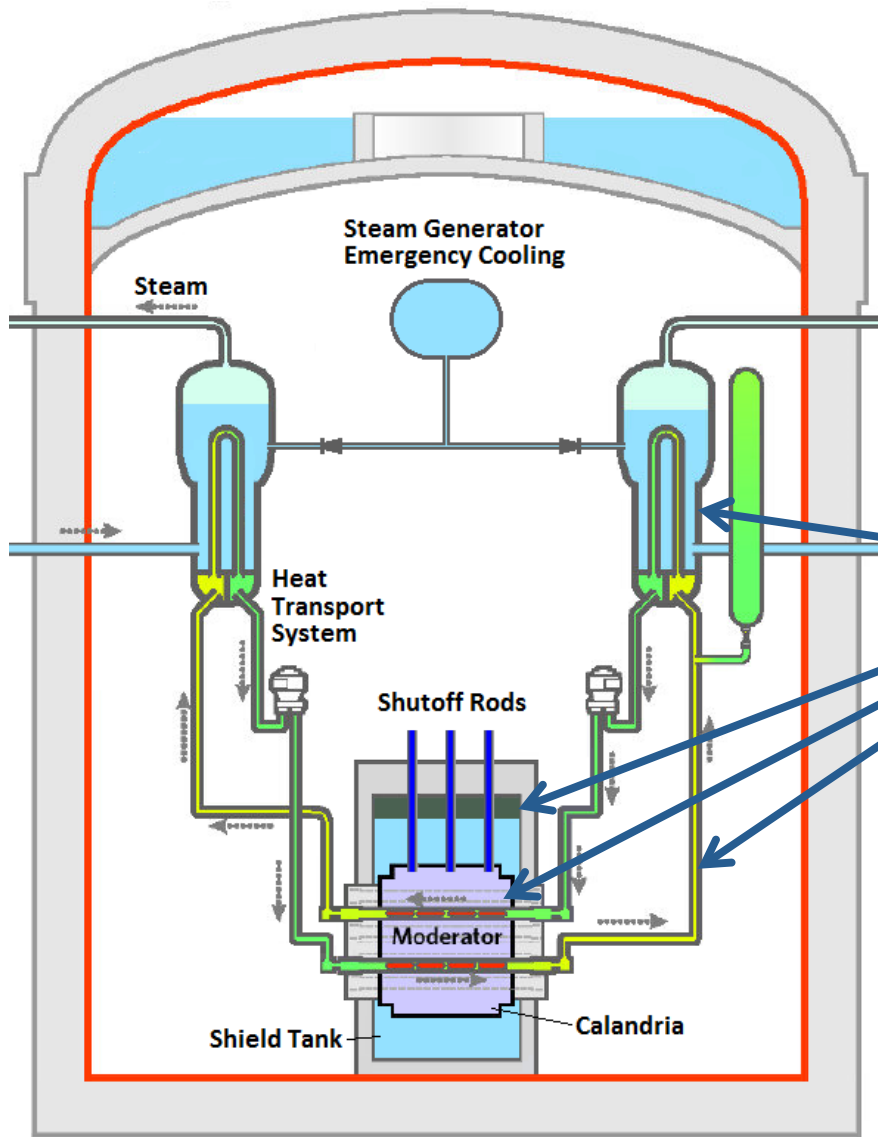 Steam Generator
Emergency Cooling
Steam
Heat
Transport
System
Shutoff Rods
Moderator
Calandria
Shield Tank